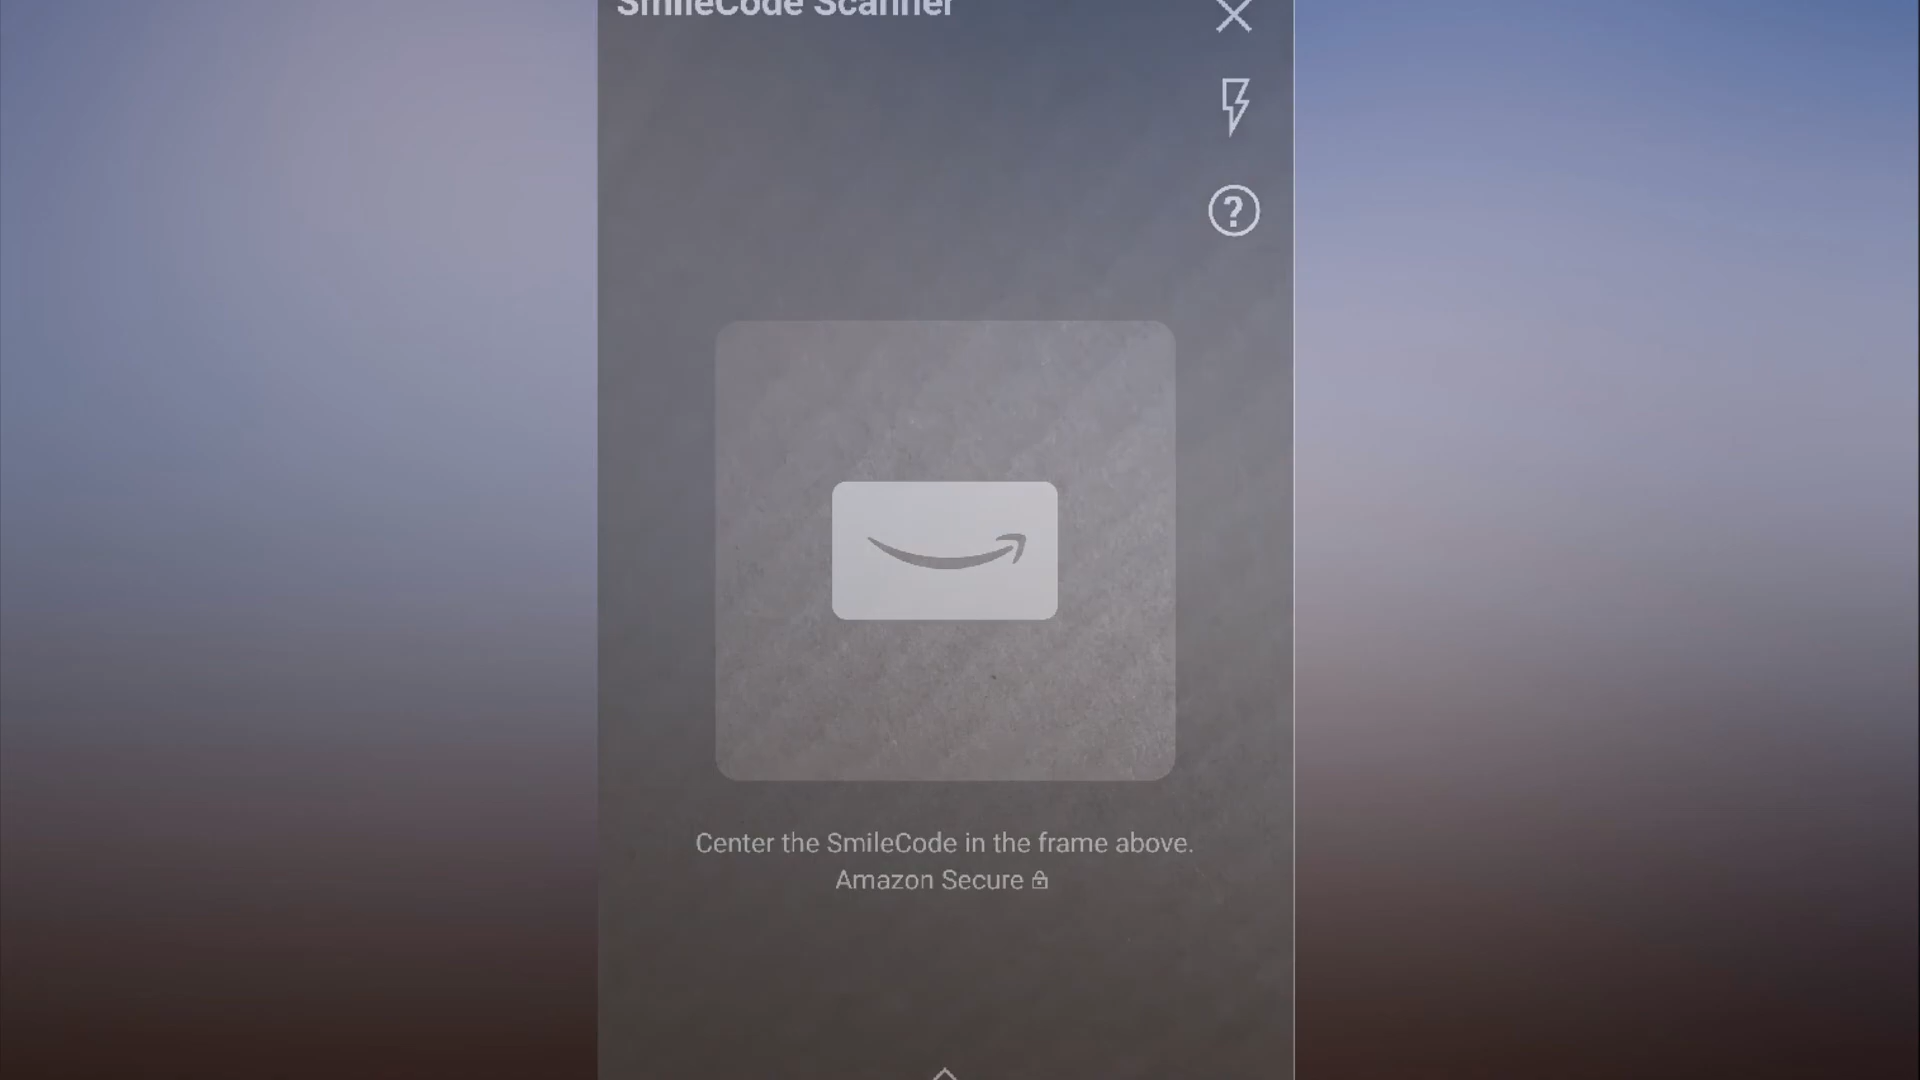 SmileCode Scanner
Center the SmileCode in the frame above.
Amazon Secure